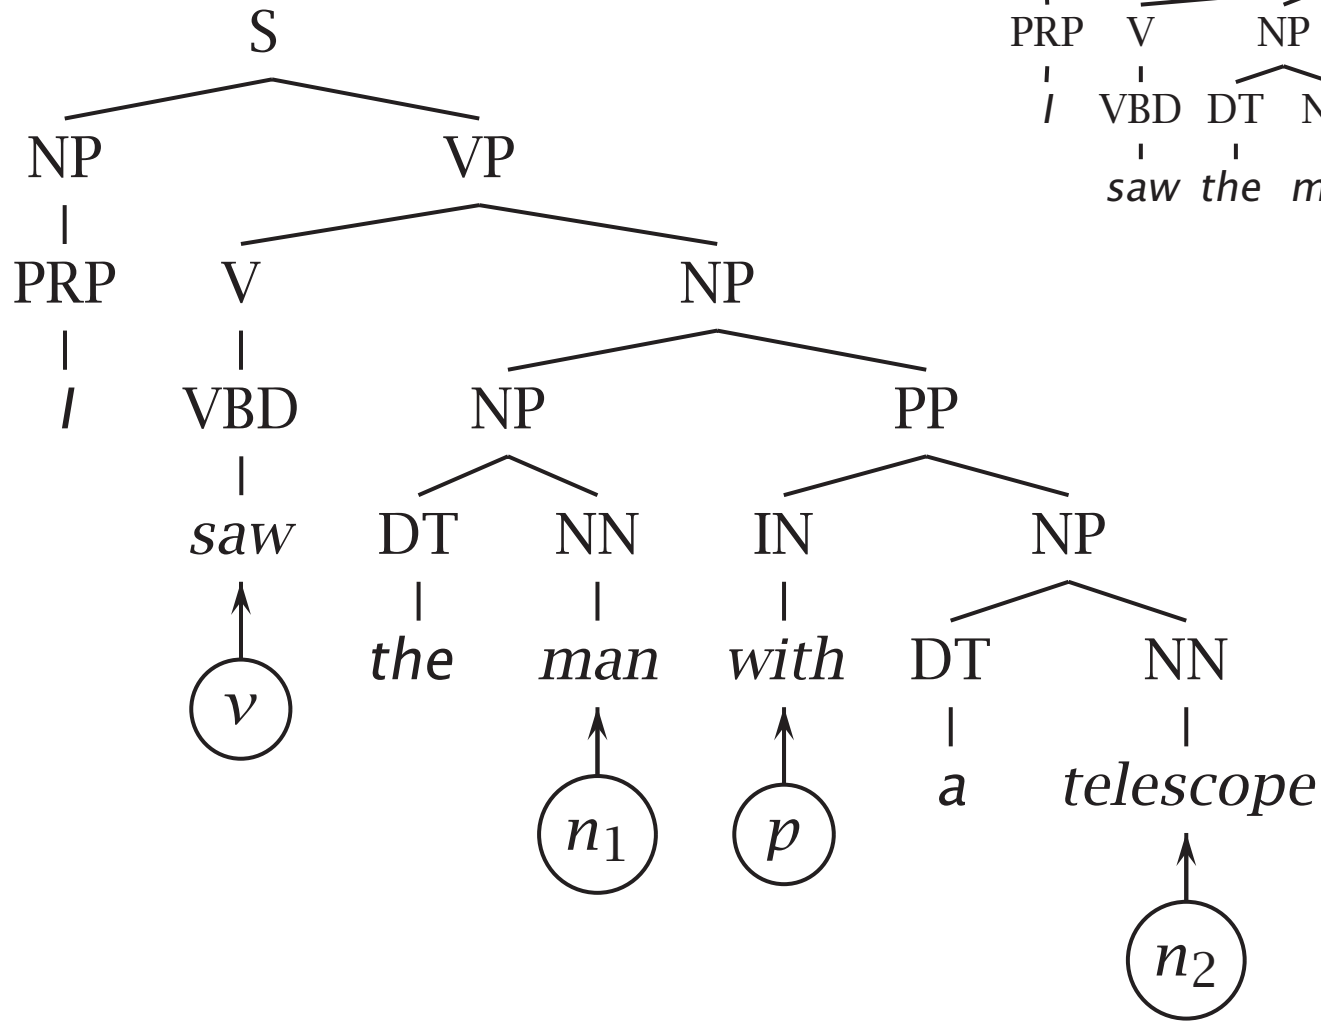 S
PRP V NP
I VBD DT
saw the
NP VP
PRP V NP
I VBD NP PP
saw DT NN IN NP
the man with DT NN
v
a telescope
n1 p
n2